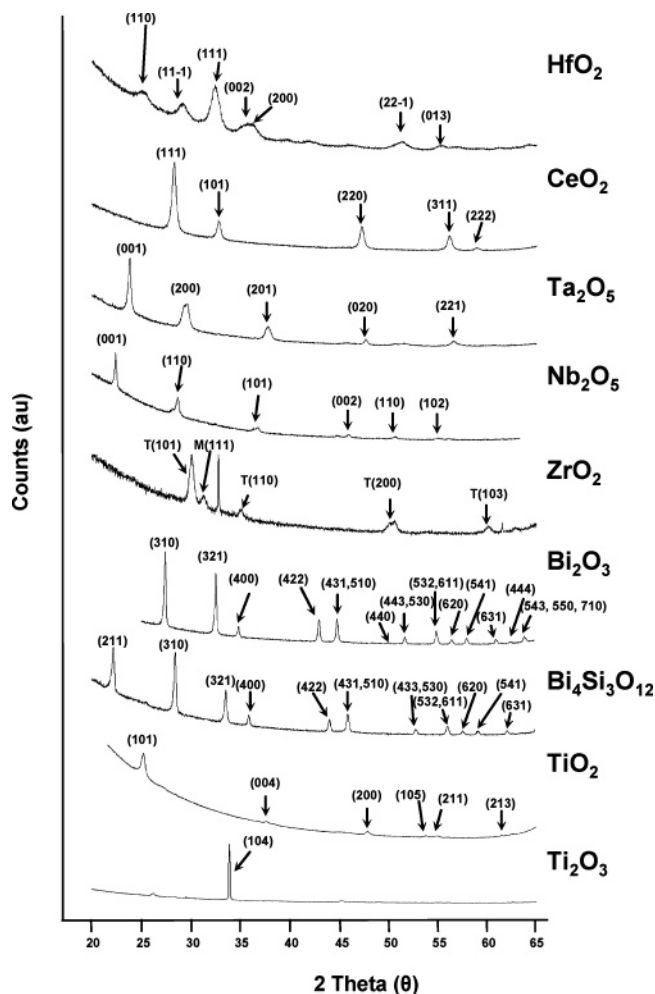 (110)
(11-1)
(111)
(002)
(200)
(22-1)
(013)
HfO2
(111)
(101)
(220)
(311)
(222)
CeO2
(001)
(200)
(201)
(020)
(221)
Ta2O5
(001)
(110)
(101)
(002)
(110)
(102)
Nb2O5
T(101)
M(111)
T(110)
T(200)
T(103)
ZrO2
(310)
(321)
(400)
(422)
(431,510)
(440)
(443,530)
(532,611)
(620)
(541)
(631)
(444)
(543, 550, 710)
Bi2O3
(211)
(310)
(321)
(400)
(422)
(431,510)
(433,530)
(532,611)
(620)
(541)
(631)
Bi4Si3O12
(101)
(004)
(200)
(105)
(211)
(213)
TiO2
(104)
Ti2O3
Counts (au)
20 25 30 35 40 45 50 55 60 65
2 Theta (θ)